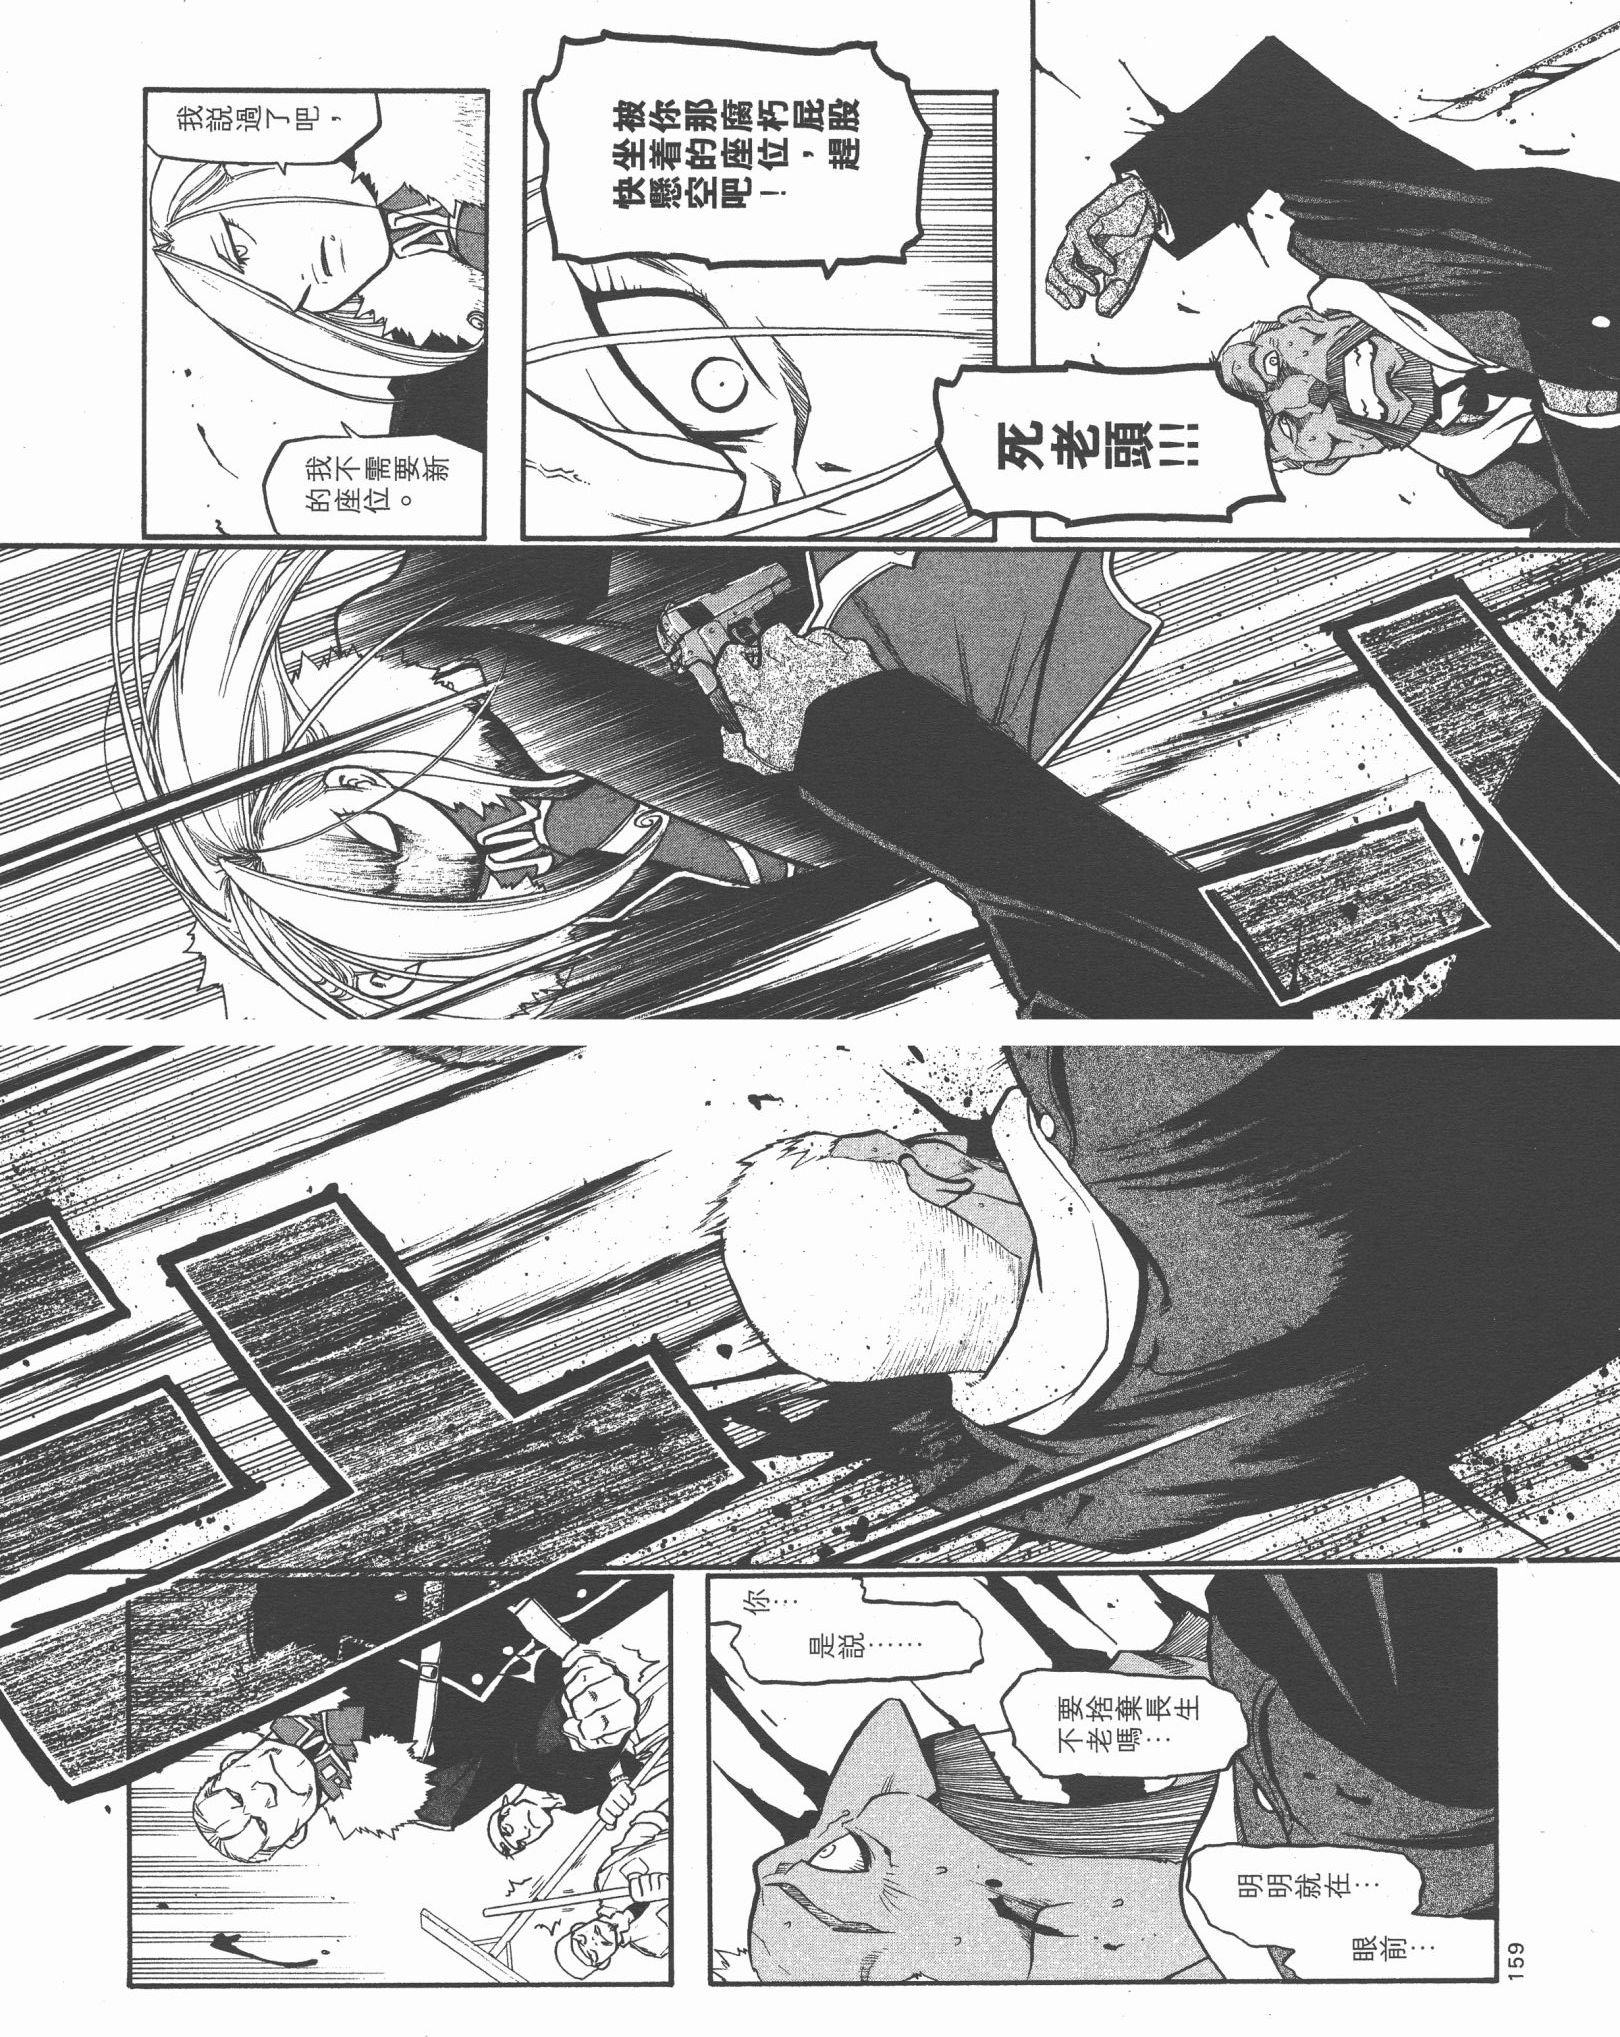 我說過了吧，
我不需要新
的座位。
被你那腐朽屁股
坐着的座位，趕
快懸空吧！
死老頭!!!
你…
是說……
要捨棄長生
不老嗎…
明明就在…
眼前…
159